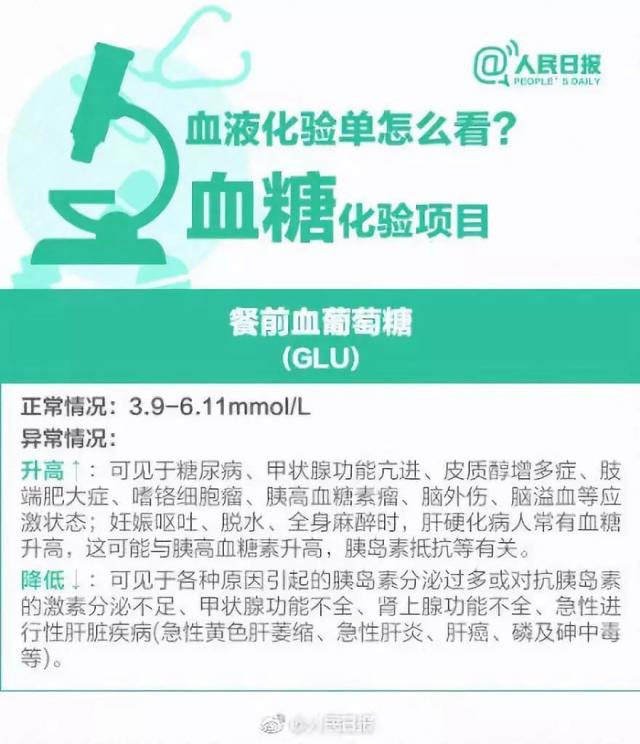 @人民日报
PEOPLE'S DAILY
血液化验单怎么看?
血糖化验项目
餐前血葡萄糖
(GLU)
正常情况：3.9-6.11mmol/L
异常情况：
升高↑：可见于糖尿病、甲状腺功能亢进、皮质醇增多症、肢
端肥大症、嗜铬细胞瘤、胰高血糖素瘤、脑外伤、脑溢血等应
激状态；妊娠呕吐、脱水、全身麻醉时，肝硬化病人常有血糖
升高，这可能与胰高血糖素升高，胰岛素抵抗等有关。
降低↓：可见于各种原因引起的胰岛素分泌过多或对抗胰岛素
的激素分泌不足、甲状腺功能不全、肾上腺功能不全、急性进
行性肝脏疾病(急性黄色肝萎缩、急性肝炎、肝癌、磷及砷中毒
等)。
@人民日报